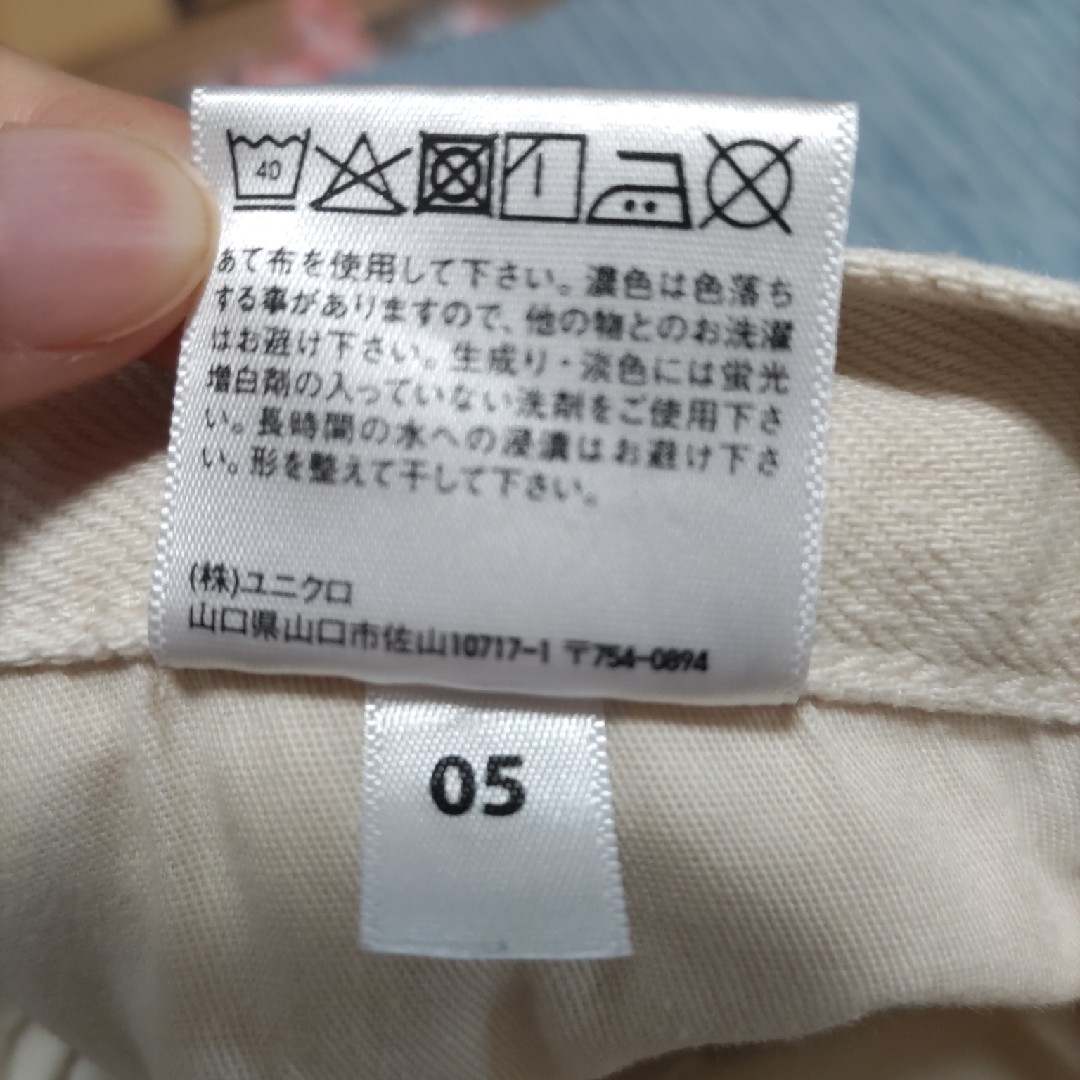 40
あて布を使用して下さい。濃色は色落ち
する事がありますので、他の物とのお洗濯
はお避け下さい。生成り・淡色には蛍光
増白剤の入っていない洗剤をご使用下さ
い。長時間の水への浸漬はお避け下さ
い。形を整えて干して下さい。
(株)ユニクロ
山口県山口市佐山10717-1 〒754-0894
05